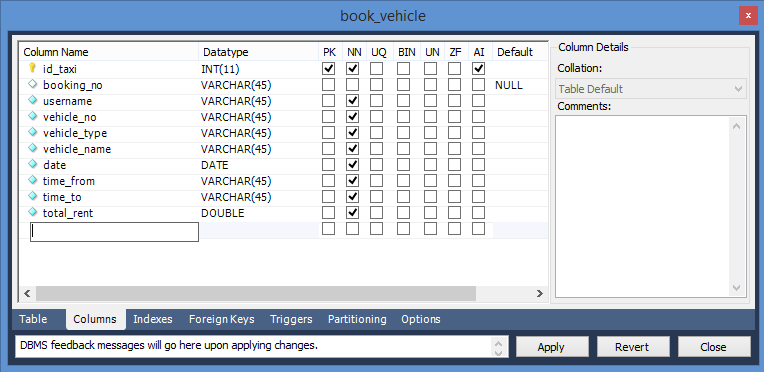 book_vehicle
x
Column Name Datatype PK NN UQ BIN UN ZF AI Default
id_taxi INT(11)
booking_no VARCHAR(45) NULL
username VARCHAR(45)
vehicle_no VARCHAR(45)
vehicle_type VARCHAR(45)
vehicle_name VARCHAR(45)
date DATE
time_from VARCHAR(45)
time_to VARCHAR(45)
total_rent DOUBLE
Column Details
Collation:
Table Default
Comments:
Table Columns Indexes Foreign Keys Triggers Partitioning Options
DBMS feedback messages will go here upon applying changes.
Apply Revert Close